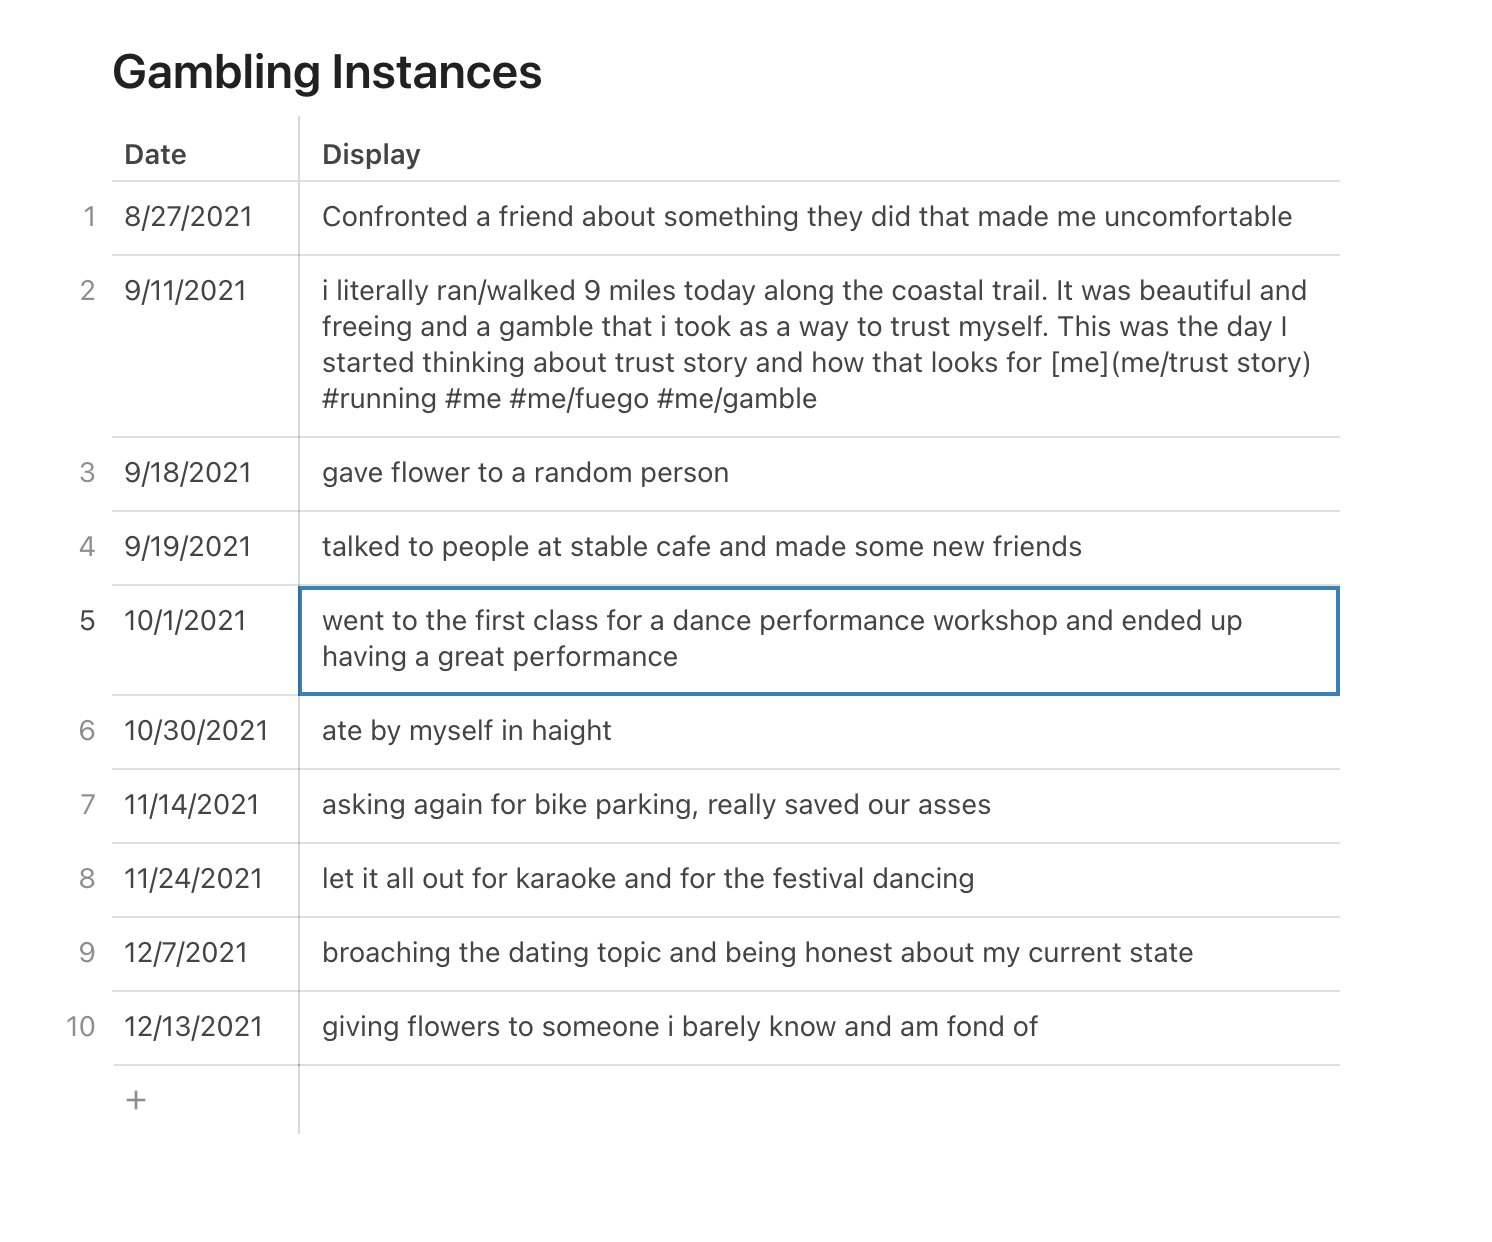 Gambling Instances
Date Display
1 8/27/2021 Confronted a friend about something they did that made me uncomfortable
2 9/11/2021 i literally ran/walked 9 miles today along the coastal trail. It was beautiful and
freeing and a gamble that i took as a way to trust myself. This was the day I
started thinking about trust story and how that looks for [me](me/trust story)
#running #me #me/fuego #me/gamble
3 9/18/2021 gave flower to a random person
4 9/19/2021 talked to people at stable cafe and made some new friends
5 10/1/2021 went to the first class for a dance performance workshop and ended up
having a great performance
6 10/30/2021 ate by myself in haight
7 11/14/2021 asking again for bike parking, really saved our asses
8 11/24/2021 let it all out for karaoke and for the festival dancing
9 12/7/2021 broaching the dating topic and being honest about my current state
10 12/13/2021 giving flowers to someone i barely know and am fond of
+